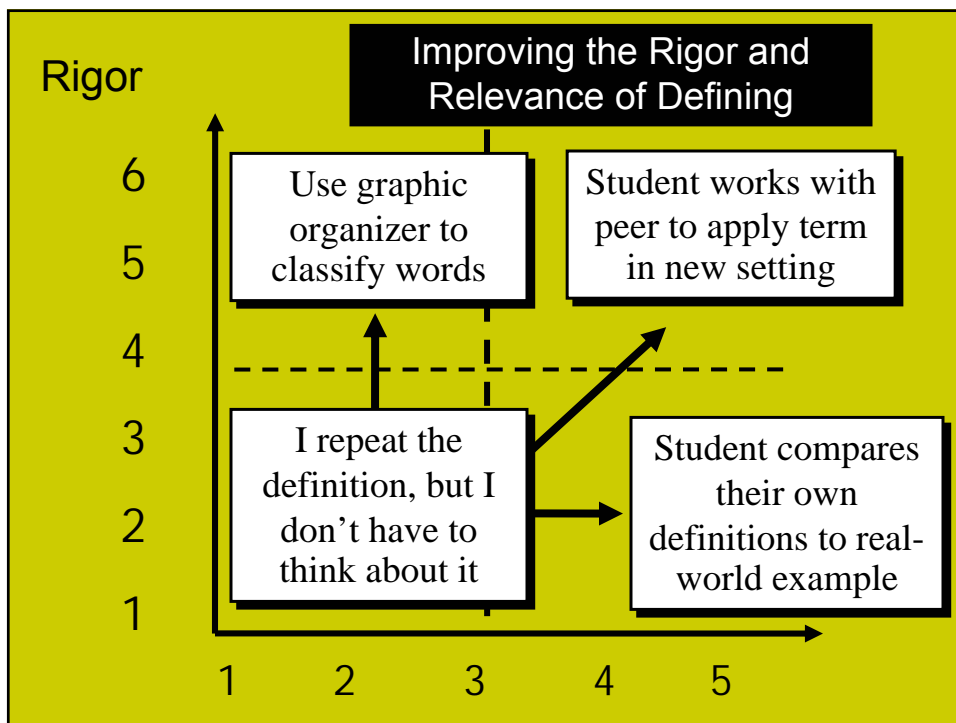 Improving the Rigor and
Relevance of Defining
Rigor
6
5
4
3
2
1
Use graphic
organizer to
classify words
Student works with
peer to apply term
in new setting
I repeat the
definition, but I
don’t have to
think about it
Student compares
their own
definitions to real-
world example
1 2 3 4 5